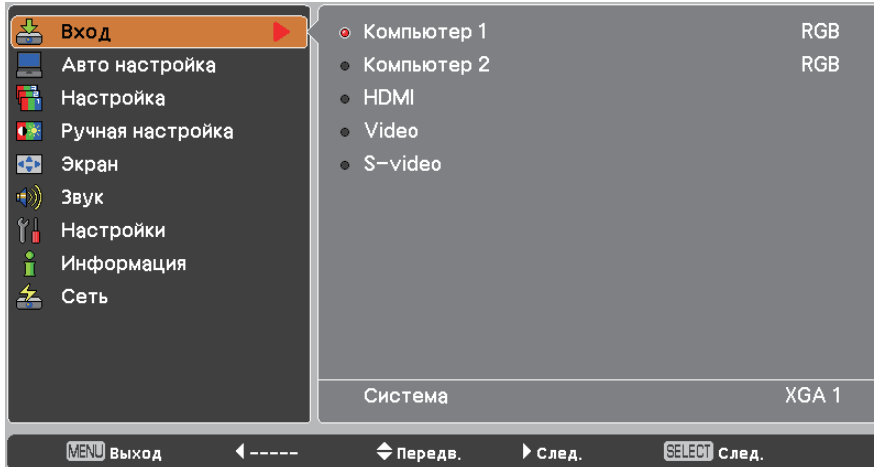 Вход
Авто настройка
Настройка
Ручная настройка
Экран
Звук
Настройки
Информация
Сеть
Компьютер 1 RGB
Компьютер 2 RGB
HDMI
Video
S-video
Система XGA 1
MENU Выход ----- Передв. След. SELECT След.